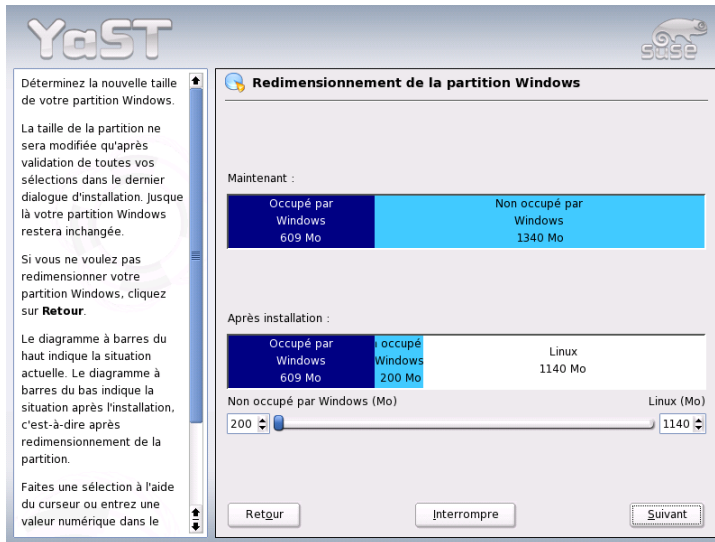 YaST
SUSE
Déterminez la nouvelle taille
de votre partition Windows.
La taille de la partition ne
sera modifiée qu'après
validation de toutes vos
sélections dans le dernier
dialogue d'installation. Jusque
là votre partition Windows
restera inchangée.
Si vous ne voulez pas
redimensionner votre
partition Windows, cliquez
sur Retour.
Le diagramme à barres du
haut indique la situation
actuelle. Le diagramme à
barres du bas indique la
situation après l'installation,
c'est-à-dire après
redimensionnement de la
partition.
Faites une sélection à l'aide
du curseur ou entrez une
valeur numérique dans le
Redimensionnement de la partition Windows
Maintenant :
Occupé par
Windows
609 Mo
Non occupé par
Windows
1340 Mo
Après installation :
Occupé par
Windows
609 Mo
occupé
Windows
200 Mo
Linux
1140 Mo
Non occupé par Windows (Mo)
Linux (Mo)
200
1140
Retour
Interrompre
Suivant